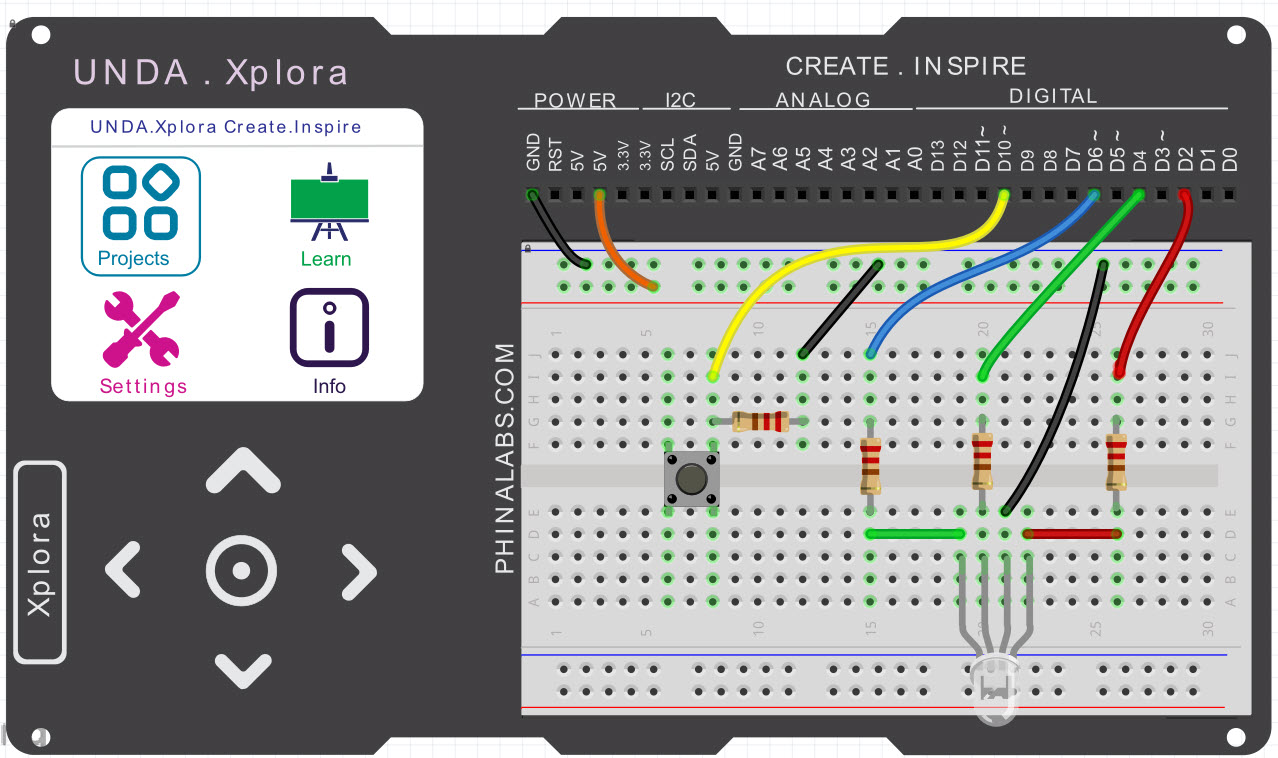 UNDA . Xplora
CREATE . INSPIRE
POWER I2C ANALOG DIGITAL
UNDA.Xplora Create.Inspire
GND RST 5V 5V 3.3V 3.3V SCL SDA 5V GND A7 A6 A5 A4 A3 A2 A1 A0 D13 D12 D11~ D10~ D9 D8 D7 D6~ D5~ D4 D3~ D2 D1 D0
Projects Learn
Settings Info
Xplora
PHINALABS.COM
1 5 10 15 20 25 30
J J
I I
H H
G G
F F
E E
D D
C C
B B
A A
1 5 10 15 20 25 30